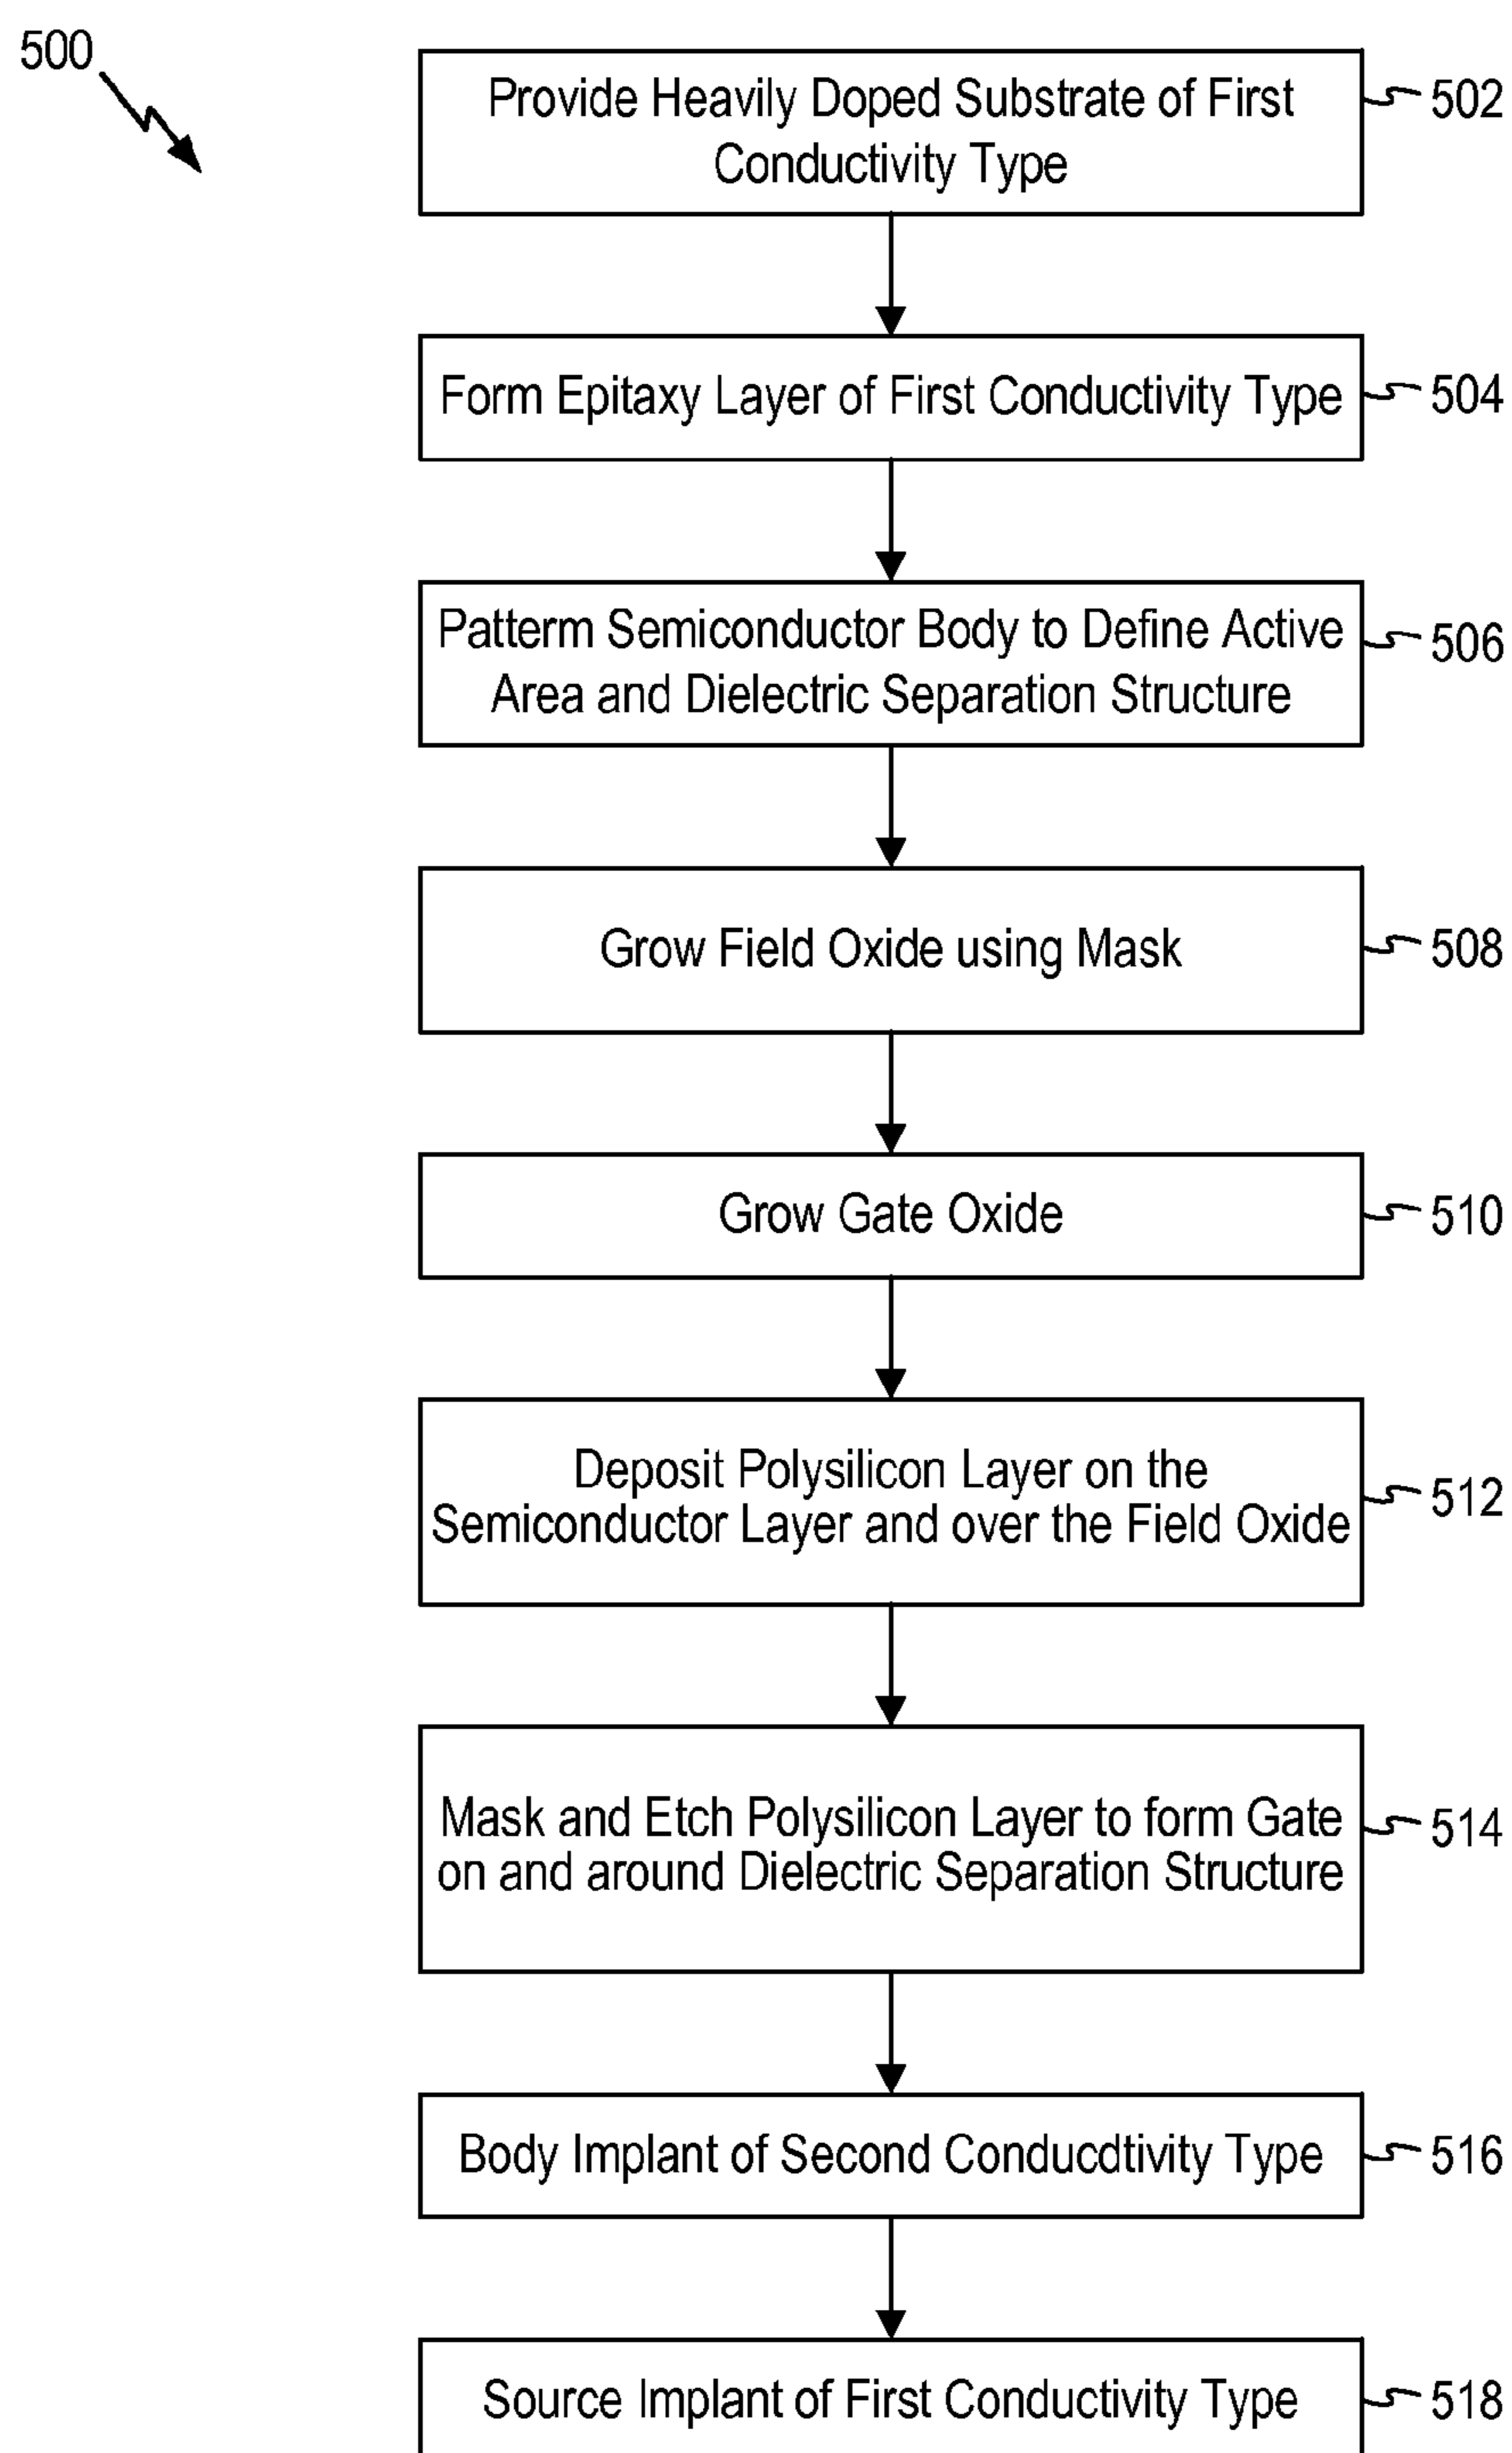 500
Provide Heavily Doped Substrate of First
Conductivity Type
502
Form Epitaxy Layer of First Conductivity Type
504
Patterm Semiconductor Body to Define Active
Area and Dielectric Separation Structure
506
Grow Field Oxide using Mask
508
Grow Gate Oxide
510
Deposit Polysilicon Layer on the
Semiconductor Layer and over the Field Oxide
512
Mask and Etch Polysilicon Layer to form Gate
on and around Dielectric Separation Structure
514
Body Implant of Second Conducdtivity Type
516
Source Implant of First Conductivity Type
518